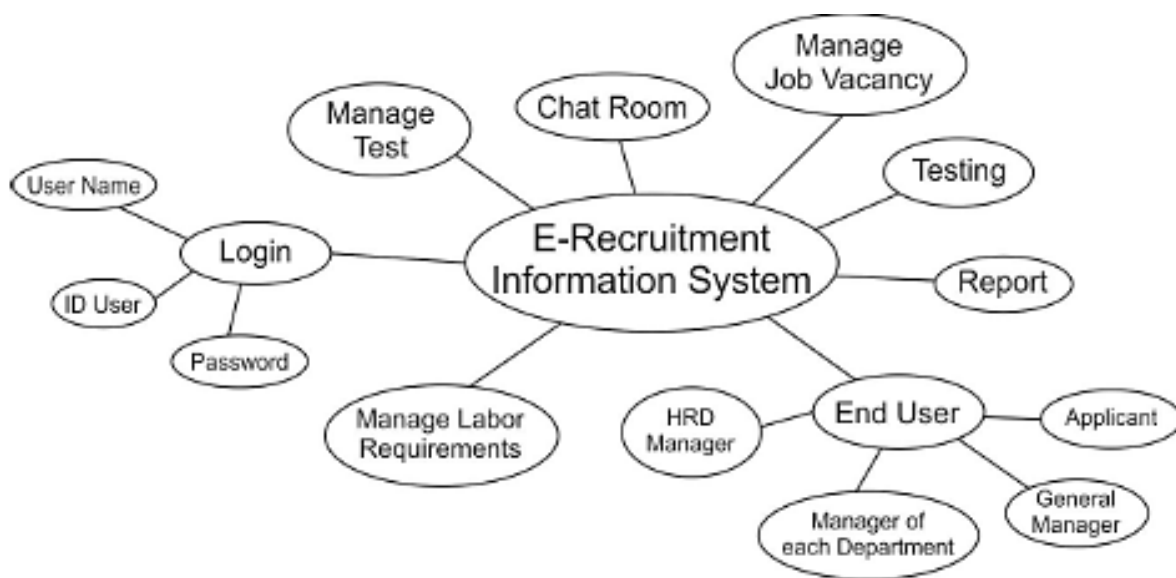 Manage
Job Vacancy
Chat Room
Manage
Test
Testing
User Name
Login
E-Recruitment
Information System
Report
ID User
Password
Manage Labor
Requirements
HRD
Manager
End User
Applicant
General
Manager
Manager of
each Department